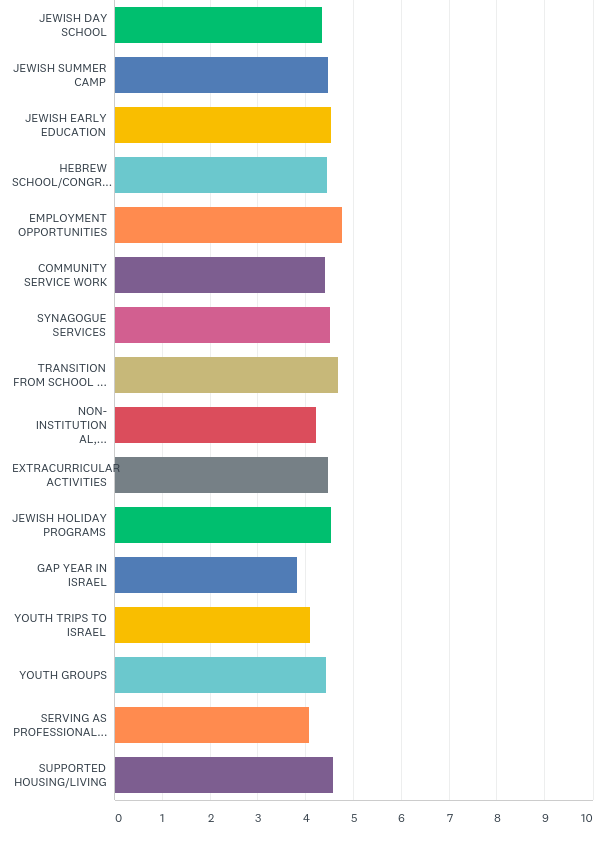 JEWISH DAY
SCHOOL
JEWISH SUMMER
CAMP
JEWISH EARLY
EDUCATION
HEBREW
SCHOOL/CONGR...
EMPLOYMENT
OPPORTUNITIES
COMMUNITY
SERVICE WORK
SYNAGOGUE
SERVICES
TRANSITION
FROM SCHOOL ...
NON-
INSTITUTION
AL,...
EXTRACURRICULAR
ACTIVITIES
JEWISH HOLIDAY
PROGRAMS
GAP YEAR IN
ISRAEL
YOUTH TRIPS TO
ISRAEL
YOUTH GROUPS
SERVING AS
PROFESSIONAL...
SUPPORTED
HOUSING/LIVING
0 1 2 3 4 5 6 7 8 9 10